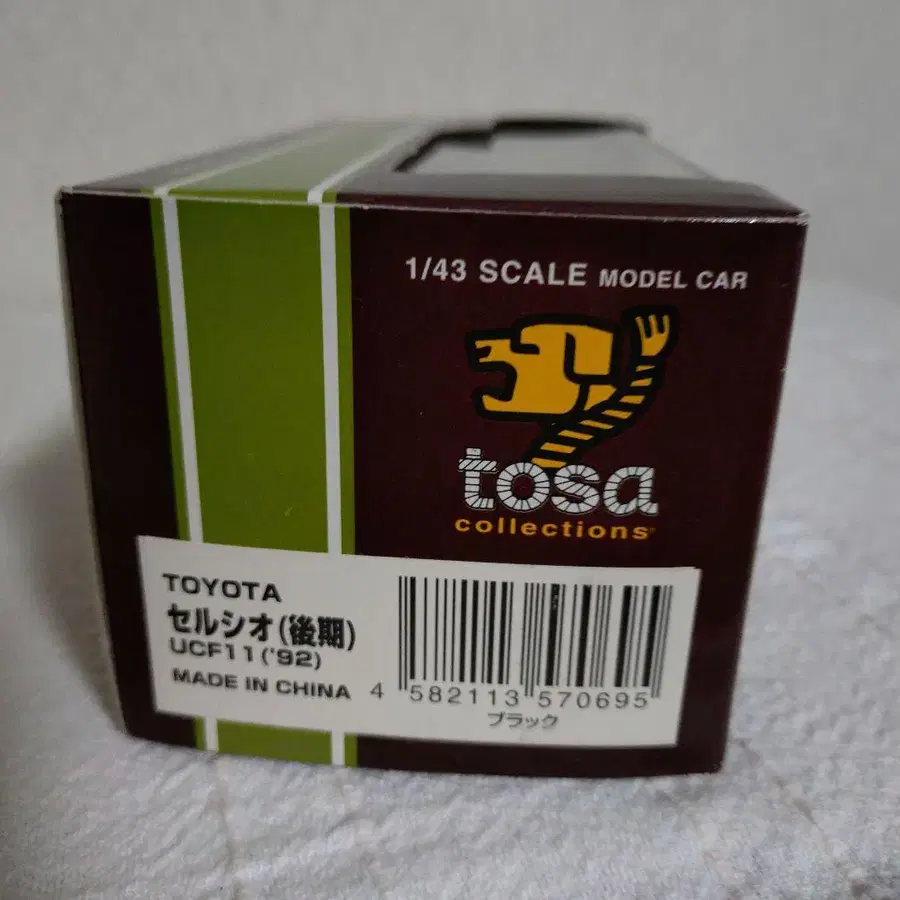 1/43 SCALE MODEL CAR
tosa
collections
TOYOTA
セルシオ(後期)
UCF11('92)
MADE IN CHINA
4 582113 570695
ブラック